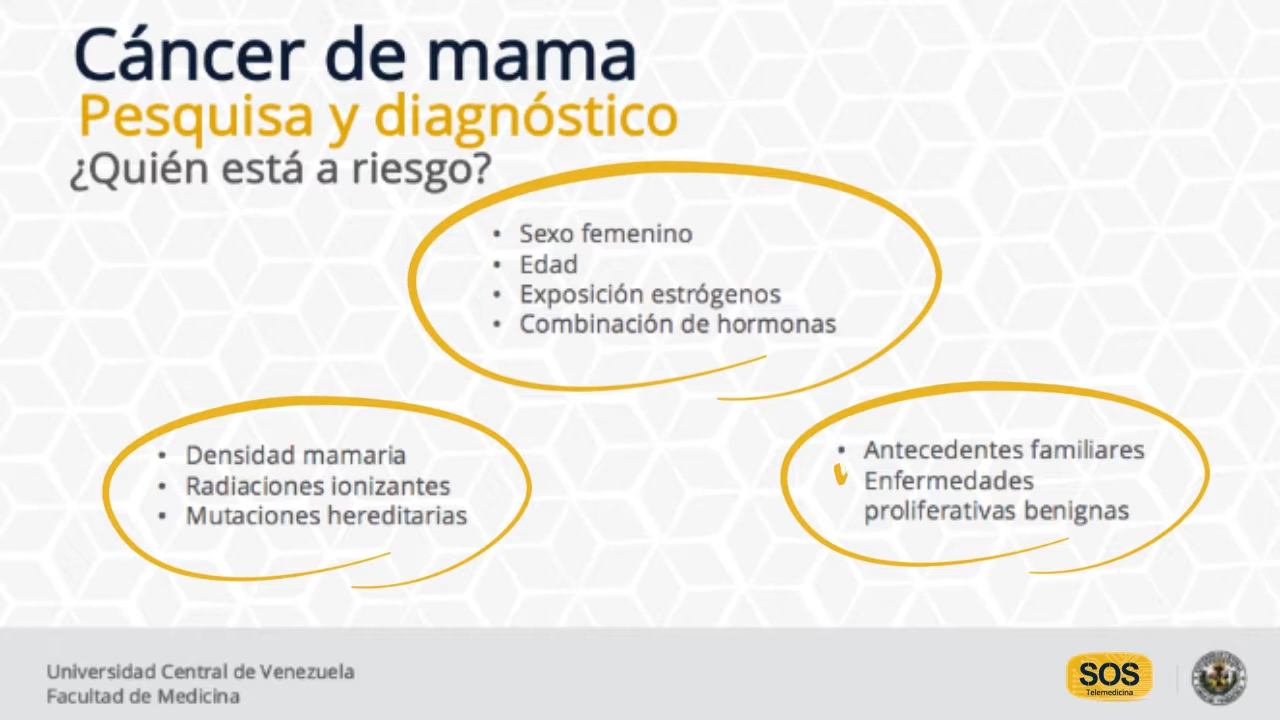 Cáncer de mama
Pesquisa y diagnóstico
¿Quién está a riesgo?
• Sexo femenino
• Edad
• Exposición estrógenos
• Combinación de hormonas
• Densidad mamaria
• Radiaciones ionizantes
• Mutaciones hereditarias
• Antecedentes familiares
Enfermedades
proliferativas benignas
Universidad Central de Venezuela
Facultad de Medicina
SOS
Telemedicina